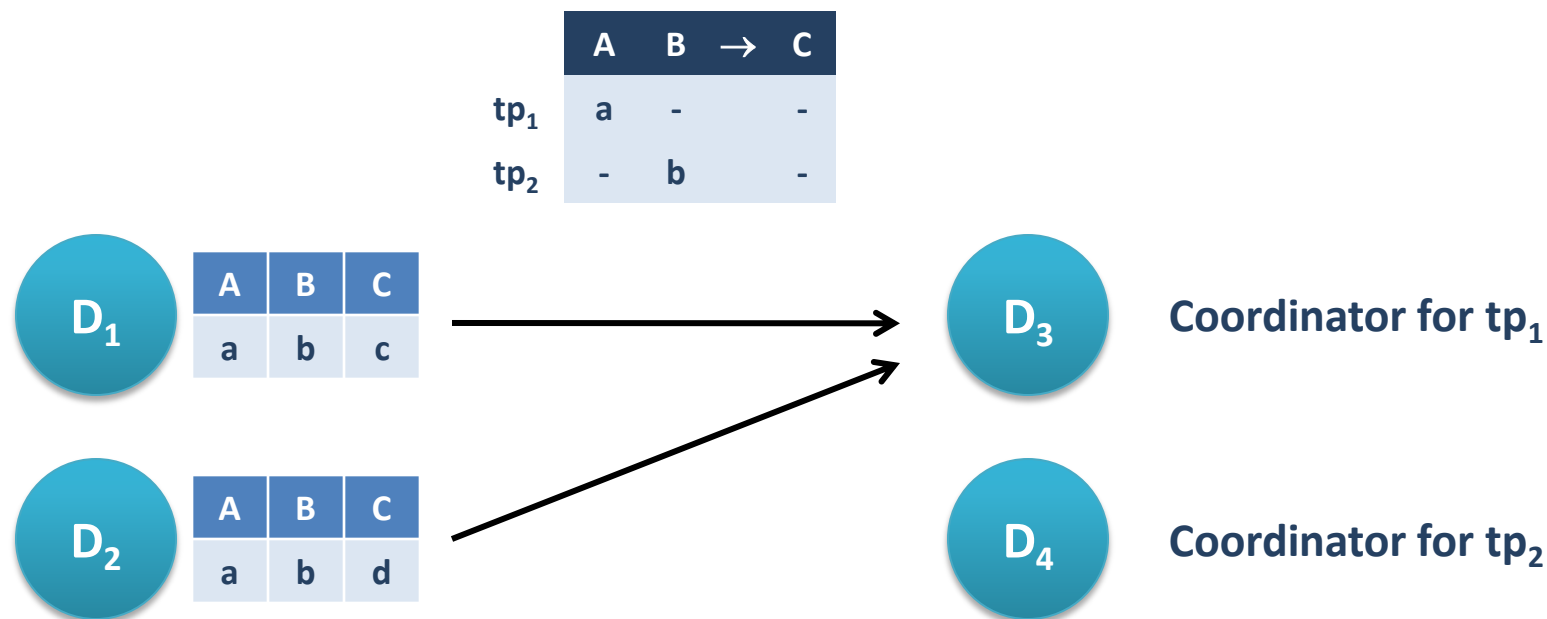 A B → C
tp₁ a - -
tp₂ - b -
D₁
A B C
a b c
D₃
Coordinator for tp₁
D₂
A B C
a b d
D₄
Coordinator for tp₂